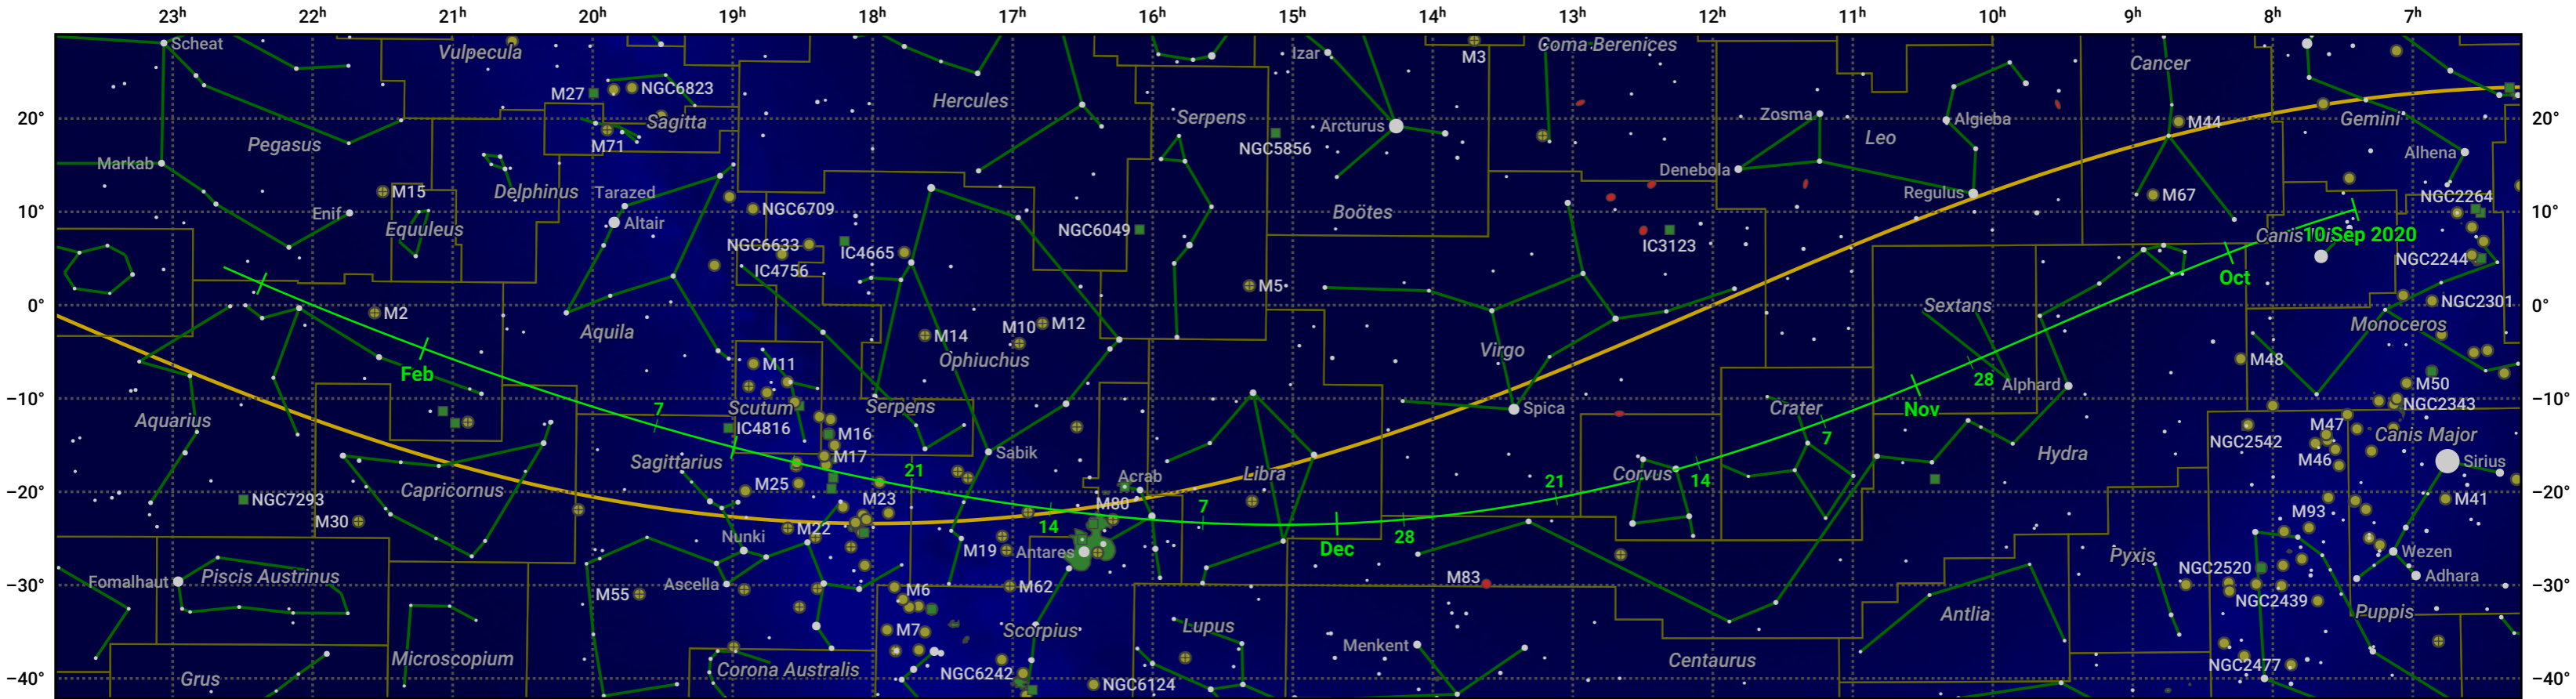 23ʰ 22ʰ 21ʰ 20ʰ 19ʰ 18ʰ 17ʰ 16ʰ 15ʰ 14ʰ 13ʰ 12ʰ 11ʰ 10ʰ 9ʰ 8ʰ 7ʰ
Scheat Vulpecula Izar M3 Coma Berenices
Cancer
M27 NGC6823 Hercules
20° Sagitta Serpens Arcturus Zosma Algieba M44 Gemini 20°
Pegasus M71 NGC5856 Leo
Markab Denebola Alhena
M15 Delphinus Tarazed Regulus M67 NGC2264
10° Enif NGC6709 Boötes 10°
Equuleus Altair NGC6049 Canis 10 Sep 2020
NGC6633 IC4665 IC3123 NGC2244
IC4756 Oct
M5
0° M2 Sextans NGC2301 0°
Aquila M14 M10 M12 Monoceros
Ophiuchus Virgo
Feb M11 M48
28 Alphard M50
−10° 7 Scutum Serpens Spica Crater Nov NGC2343 −10°
Aquarius IC4816 M16 7 NGC2542 M47 Canis Major
M17 Sabik Hydra
Sagittarius 21 Acrab Libra 21 Corvus 14 M46 Sirius
−20° NGC7293 Capricornus M25 M23 M80 7 M41 −20°
M30 M22 14 M93
Nunki M19 Antares Dec 28 Pyxis Wezen
−30° Fomalhaut Piscis Austrinus Ascella M83 NGC2520 Adhara −30°
M55 M6 M62 NGC2439
M7 Scorpius Lupus Antlia Puppis
Microscopium Menkent Centaurus
−40° Grus Corona Australis NGC6242 NGC6124 NGC2477 −40°